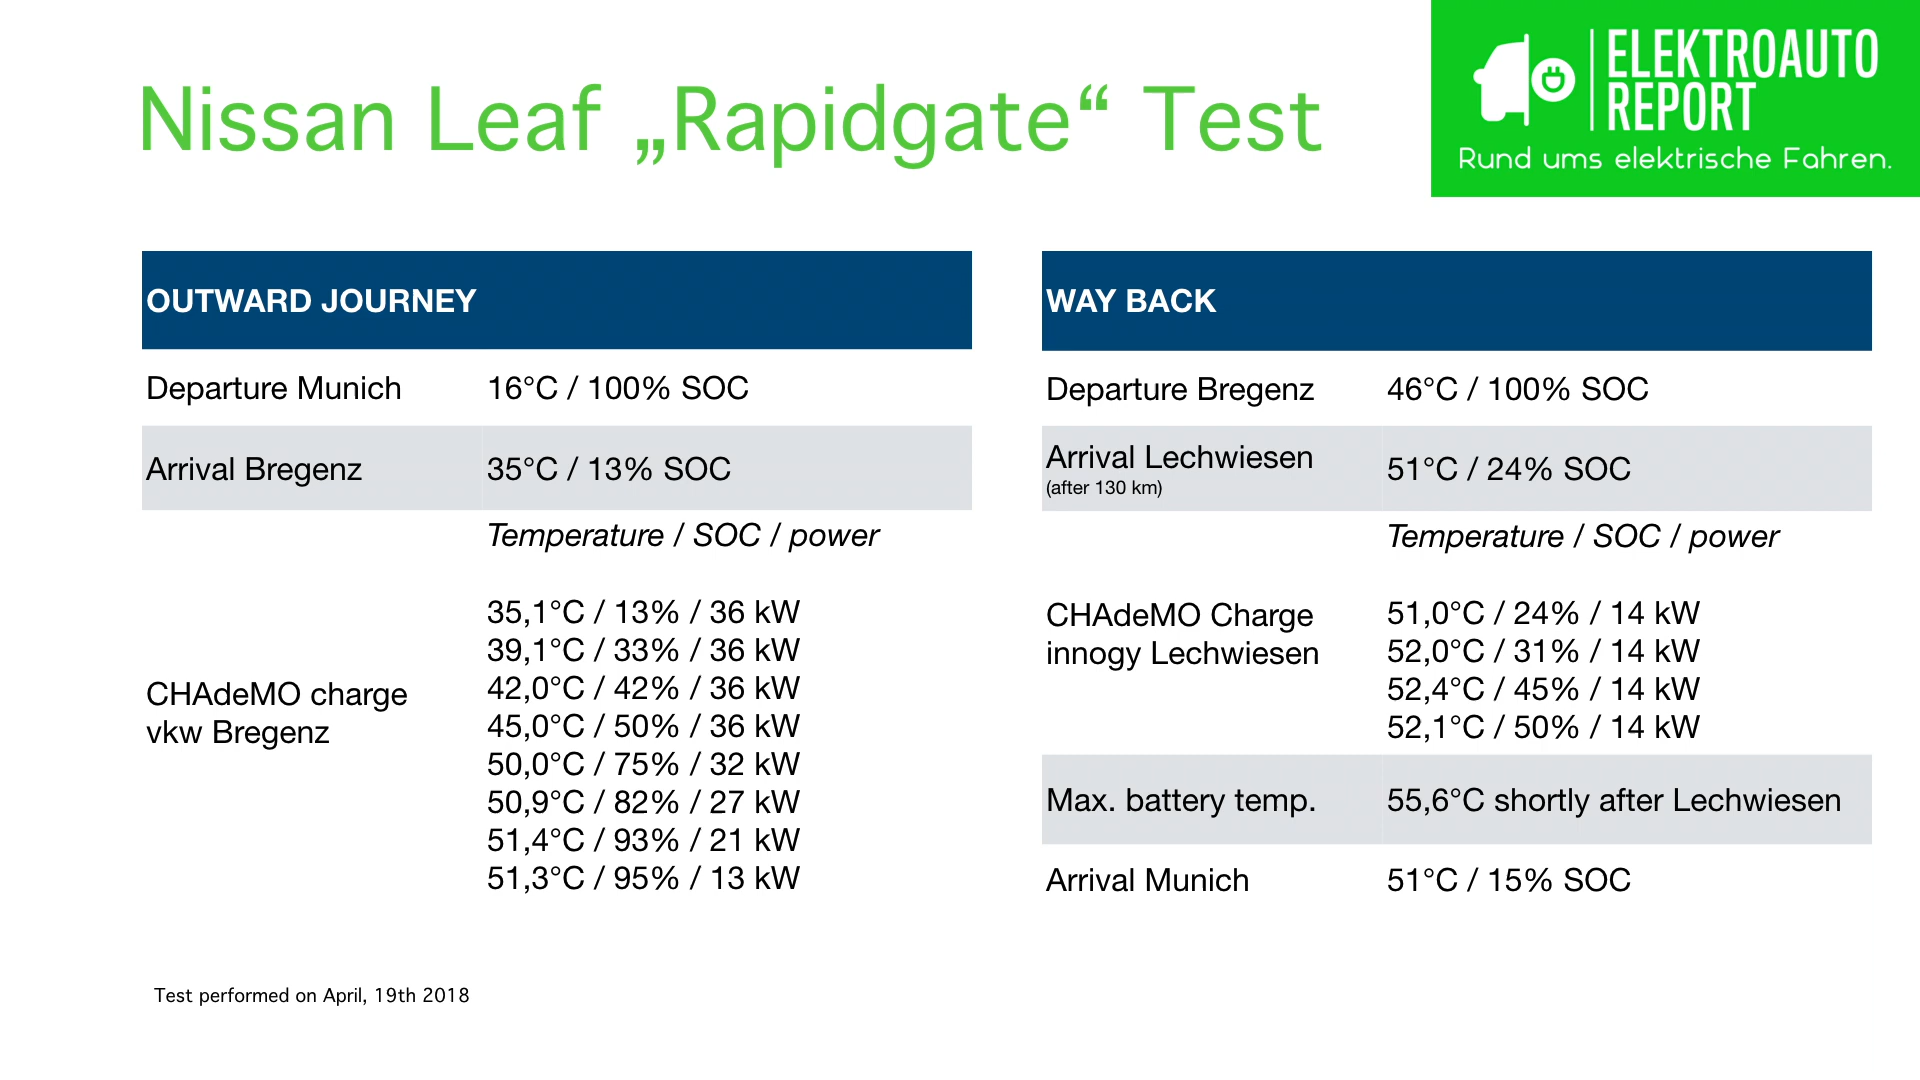 Nissan Leaf „Rapidgate“ Test
ELEKTROAUTO
REPORT
Rund ums elektrische Fahren.
OUTWARD JOURNEY
Departure Munich 16°C / 100% SOC
Arrival Bregenz 35°C / 13% SOC
Temperature / SOC / power
CHAdeMO charge
vkw Bregenz
35,1°C / 13% / 36 kW
39,1°C / 33% / 36 kW
42,0°C / 42% / 36 kW
45,0°C / 50% / 36 kW
50,0°C / 75% / 32 kW
50,9°C / 82% / 27 kW
51,4°C / 93% / 21 kW
51,3°C / 95% / 13 kW
WAY BACK
Departure Bregenz 46°C / 100% SOC
Arrival Lechwiesen 51°C / 24% SOC
(after 130 km)
Temperature / SOC / power
CHAdeMO Charge
innogy Lechwiesen
51,0°C / 24% / 14 kW
52,0°C / 31% / 14 kW
52,4°C / 45% / 14 kW
52,1°C / 50% / 14 kW
Max. battery temp. 55,6°C shortly after Lechwiesen
Arrival Munich 51°C / 15% SOC
Test performed on April, 19th 2018